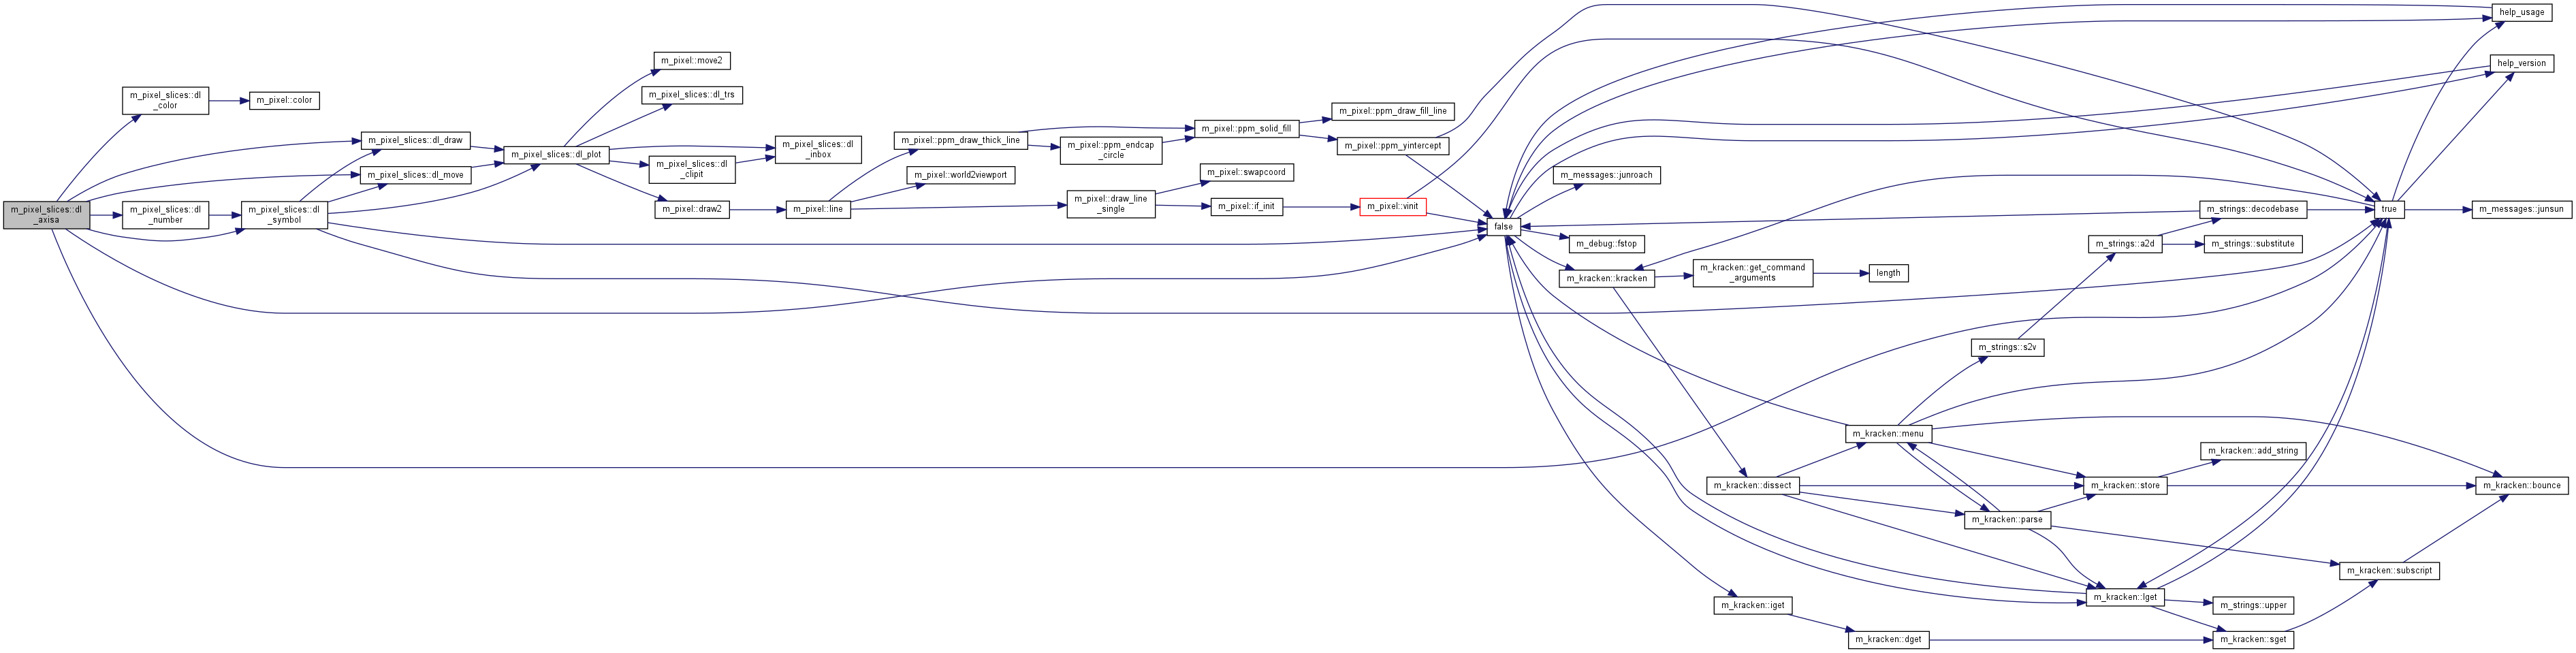 m_pixel_slices::dl
_axisa
m_pixel_slices::dl
_color
m_pixel::color
m_pixel_slices::dl
_number
m_pixel_slices::dl
_symbol
m_pixel_slices::dl_draw
m_pixel_slices::dl_move
m_pixel_slices::dl_plot
m_pixel::move2
m_pixel_slices::dl_trs
m_pixel_slices::dl
_clipit
m_pixel::draw2
m_pixel_slices::dl
_inbox
m_pixel::line
m_pixel::ppm_draw_thick_line
m_pixel::world2viewport
m_pixel::ppm_endcap
_circle
m_pixel::draw_line
_single
m_pixel::ppm_solid_fill
m_pixel::swapcoord
m_pixel::if_init
m_pixel::ppm_draw_fill_line
m_pixel::ppm_yintercept
m_pixel::vinit
false
m_messages::junroach
m_debug::fstop
m_kracken::kracken
m_kracken::get_command
_arguments
length
m_kracken::dissect
m_kracken::iget
m_kracken::dget
m_kracken::menu
m_strings::s2v
m_kracken::parse
m_strings::a2d
m_strings::decodebase
m_strings::substitute
m_kracken::store
m_kracken::add_string
m_kracken::lget
m_strings::upper
m_kracken::sget
m_kracken::subscript
m_kracken::bounce
true
help_usage
help_version
m_messages::junsun